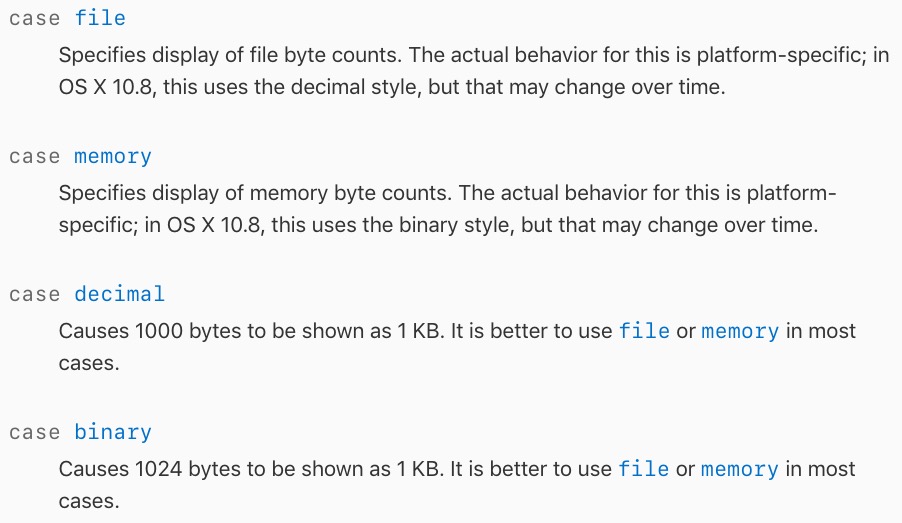 case file
Specifies display of file byte counts. The actual behavior for this is platform-specific; in
OS X 10.8, this uses the decimal style, but that may change over time.
case memory
Specifies display of memory byte counts. The actual behavior for this is platform-
specific; in OS X 10.8, this uses the binary style, but that may change over time.
case decimal
Causes 1000 bytes to be shown as 1 KB. It is better to use file or memory in most
cases.
case binary
Causes 1024 bytes to be shown as 1 KB. It is better to use file or memory in most
cases.